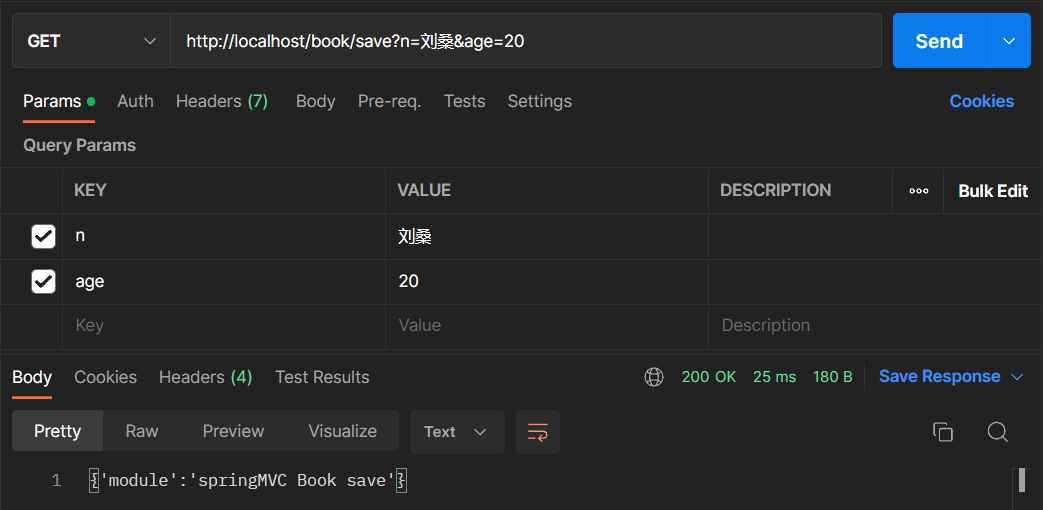 GET http://localhost/book/save?n=刘桑&age=20 Send
Params Auth Headers (7) Body Pre-req. Tests Settings Cookies
Query Params
KEY VALUE DESCRIPTION Bulk Edit
n 刘桑
age 20
Key Value Description
Body Cookies Headers (4) Test Results 200 OK 25 ms 180 B Save Response
Pretty Raw Preview Visualize Text
1 {'module':'springMVC Book save'}